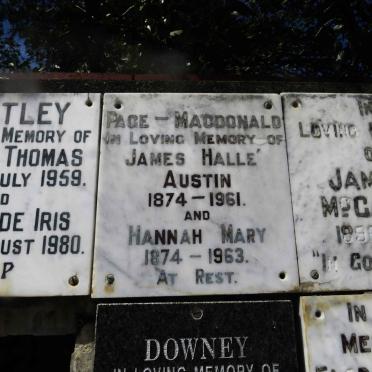 TLEY
MEMORY OF
THOMAS
ULY 1959.
D
DE IRIS
UST 1980.
P
PAGE - MACDONALD
IN LOVING MEMORY OF
JAMES HALLE'
AUSTIN
1874 - 1961.
AND
HANNAH MARY
1874 - 1963.
AT REST.
IN
LOVING
O
JAM
MCC
"IN GO
DOWNEY
IN LOVING MEMORY OF
IN
ME